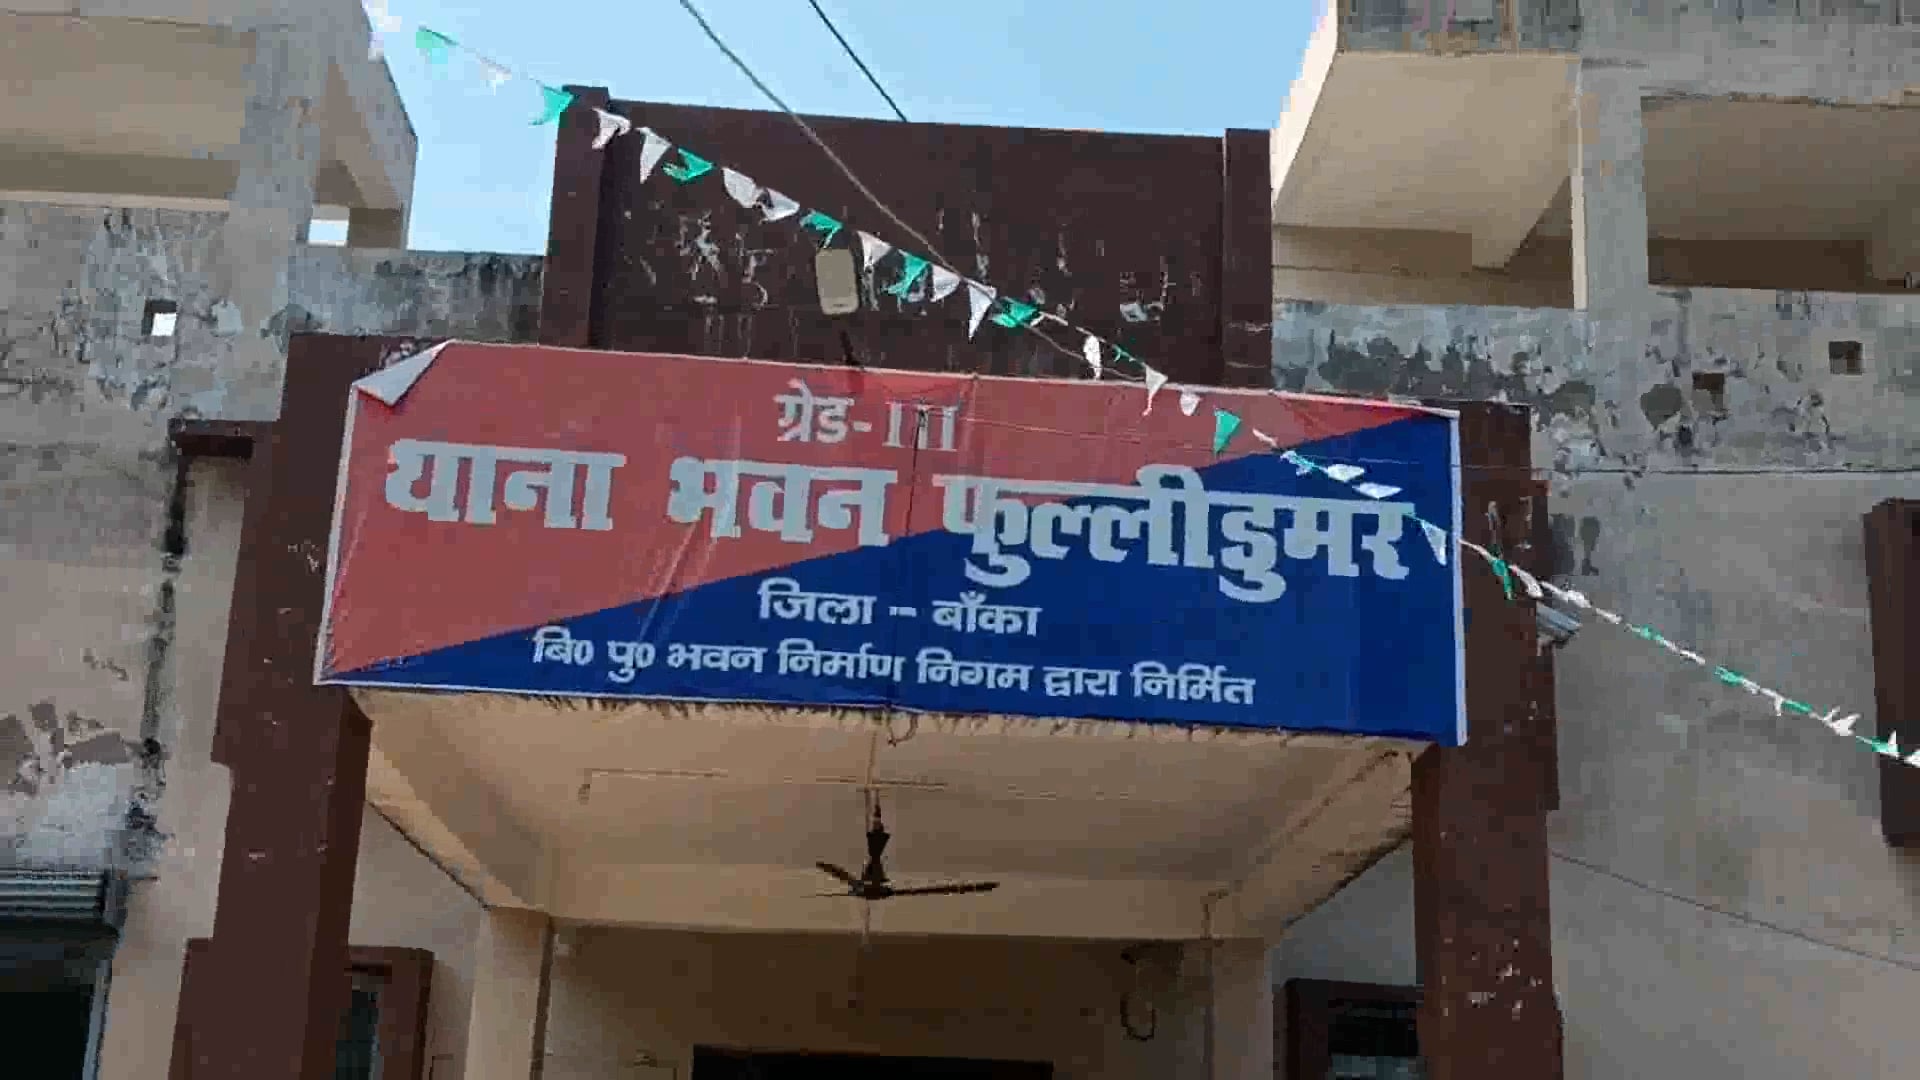 ग्रेड-III
थाना भवन फुल्लीडुमर
जिला - बाँका
बि० पु० भवन निर्माण निगम द्वारा निर्मित